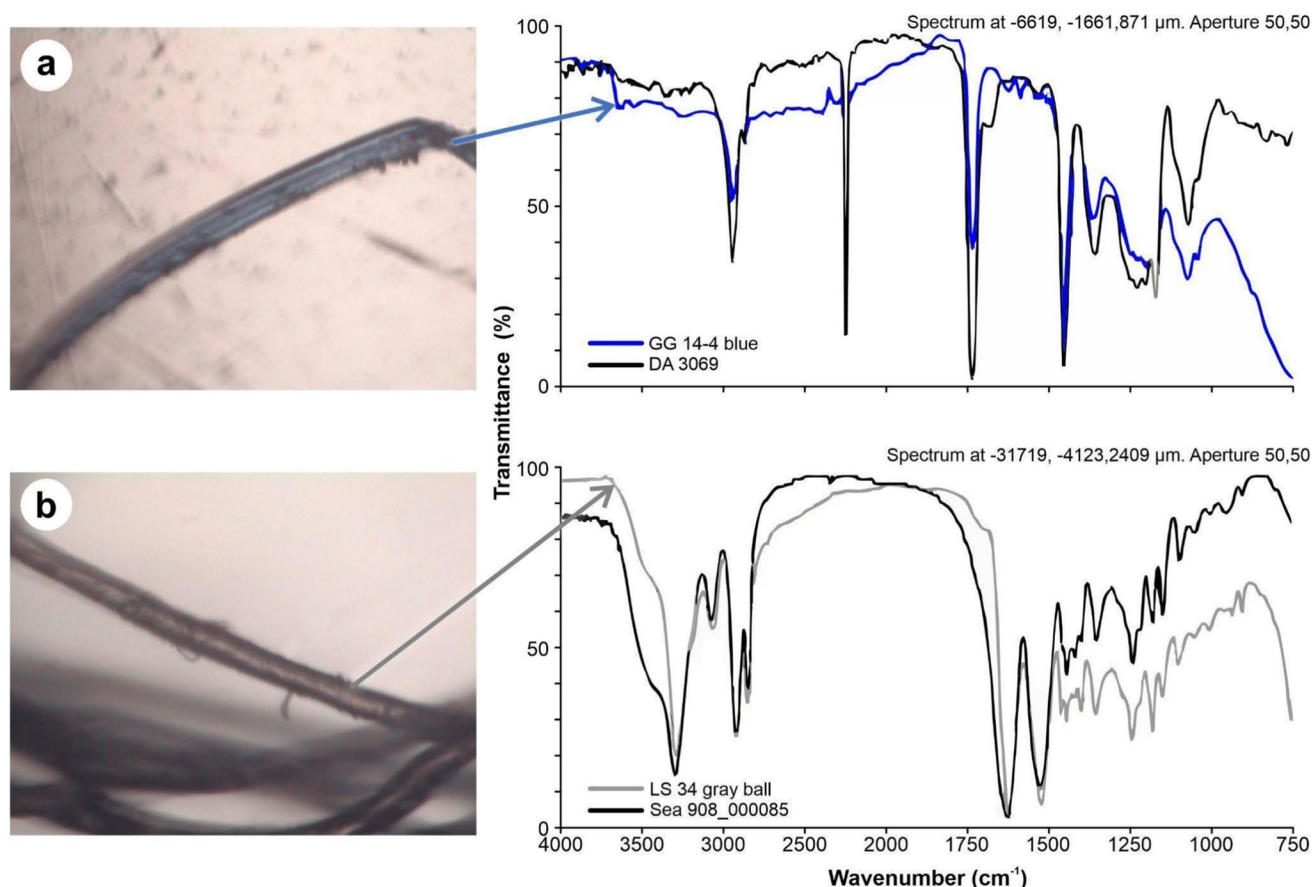 a
Spectrum at -6619, -1661,871 µm. Aperture 50,50
100
50
0
GG 14-4 blue
DA 3069
Transmittance (%)
b
Spectrum at -31719, -4123,2409 µm. Aperture 50,50
100
50
0
LS 34 gray ball
Sea 908_000085
4000 3500 3000 2500 2000 1750 1500 1250 1000 750
Wavenumber (cm⁻¹)